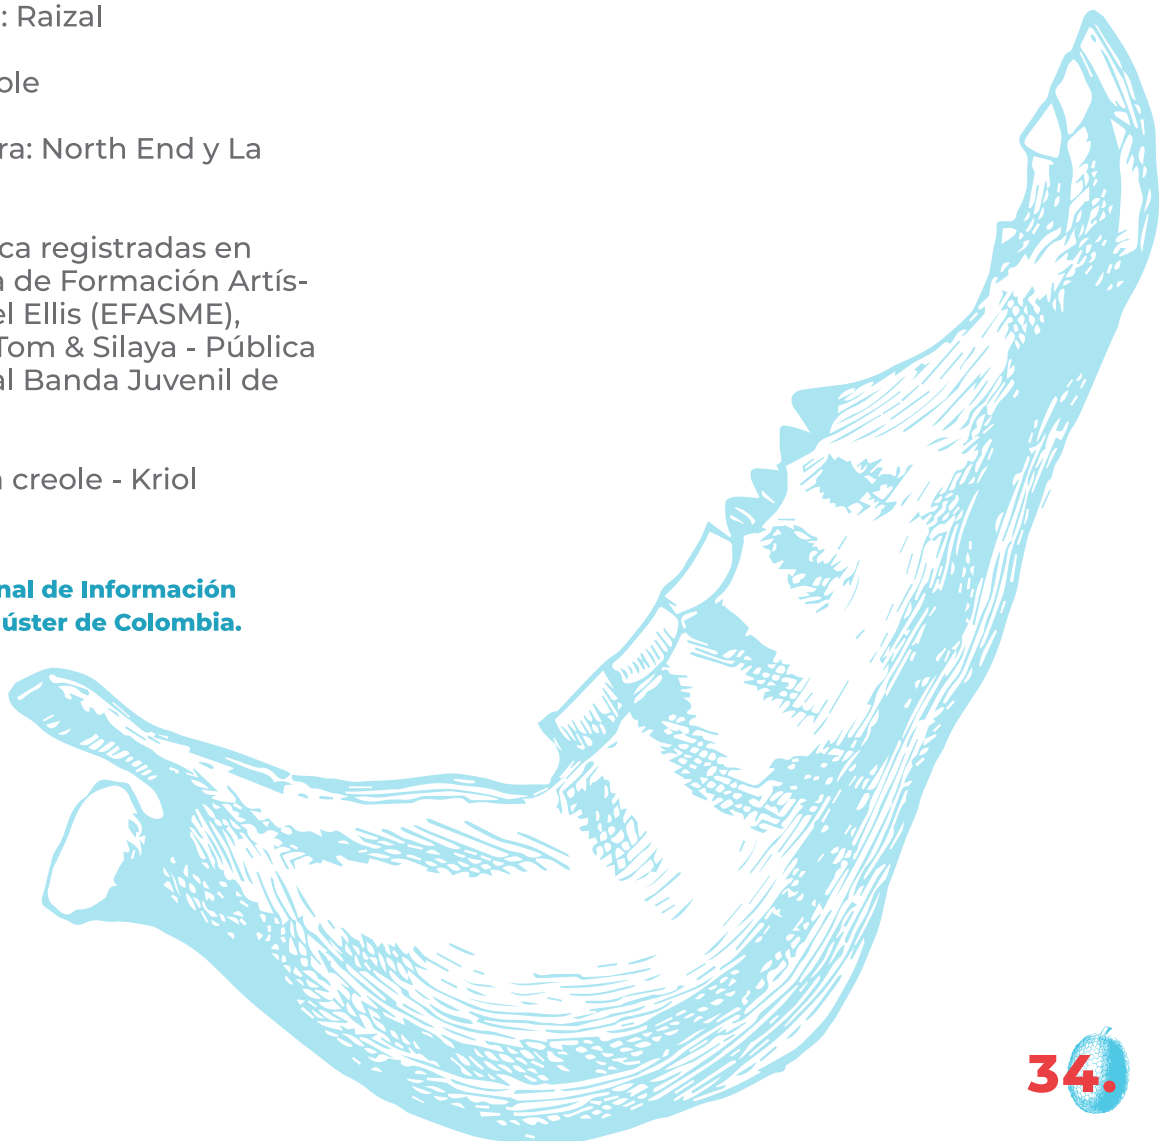 : Raizal
ole
ra: North End y La
ca registradas en
a de Formación Artís-
el Ellis (EFASME),
Tom & Silaya - Pública
al Banda Juvenil de
n creole - Kriol
nal de Información
úster de Colombia.
34.